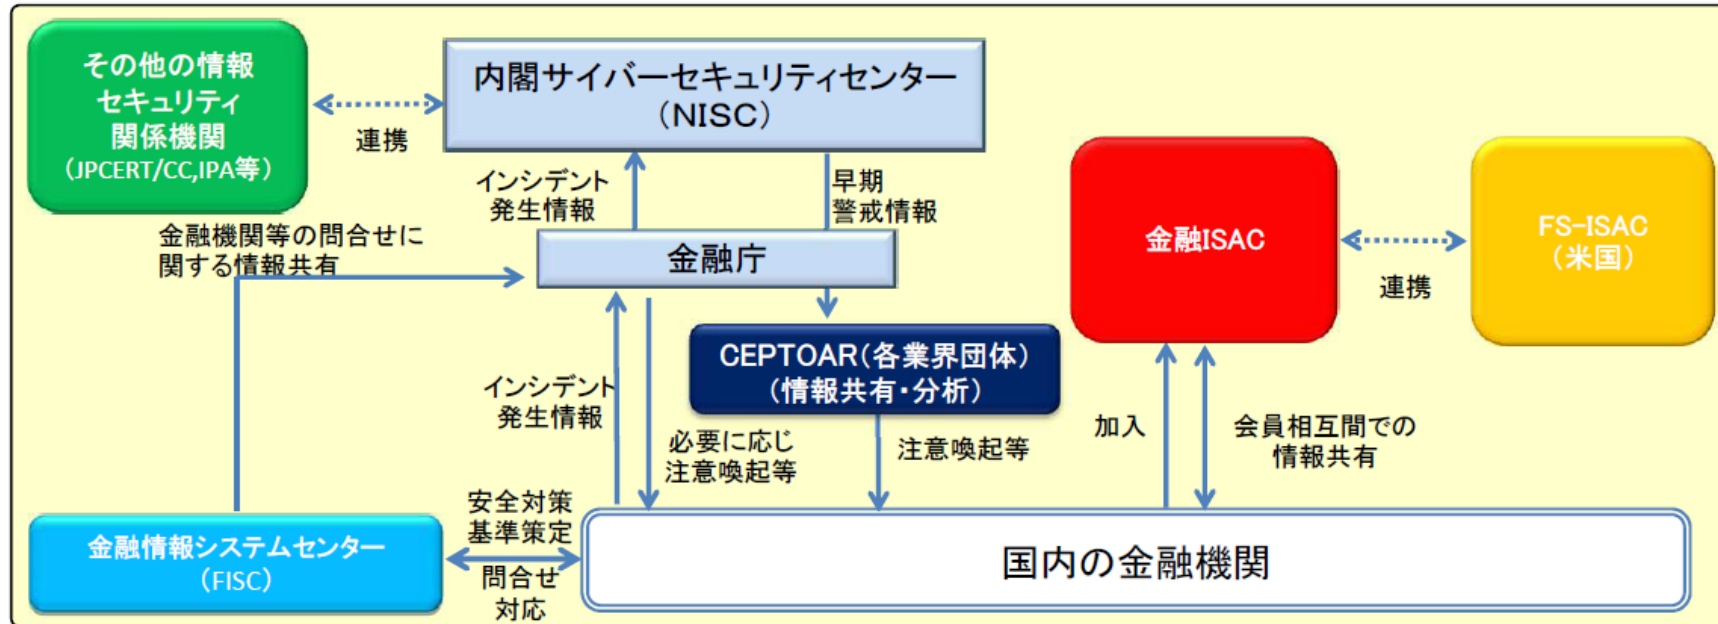 その他の情報
セキュリティ
関係機関
（JPCERT/CC,IPA等）
連携
内閣サイバーセキュリティセンター
（NISC）
インシデント
発生情報
早期
警戒情報
金融機関等の問合せに
関する情報共有
金融庁
金融ISAC
連携
FS-ISAC
（米国）
CEPTOAR（各業界団体）
（情報共有・分析）
インシデント
発生情報
必要に応じ
注意喚起等
注意喚起等
加入
会員相互間での
情報共有
安全対策
基準策定
問合せ
対応
金融情報システムセンター
（FISC）
国内の金融機関